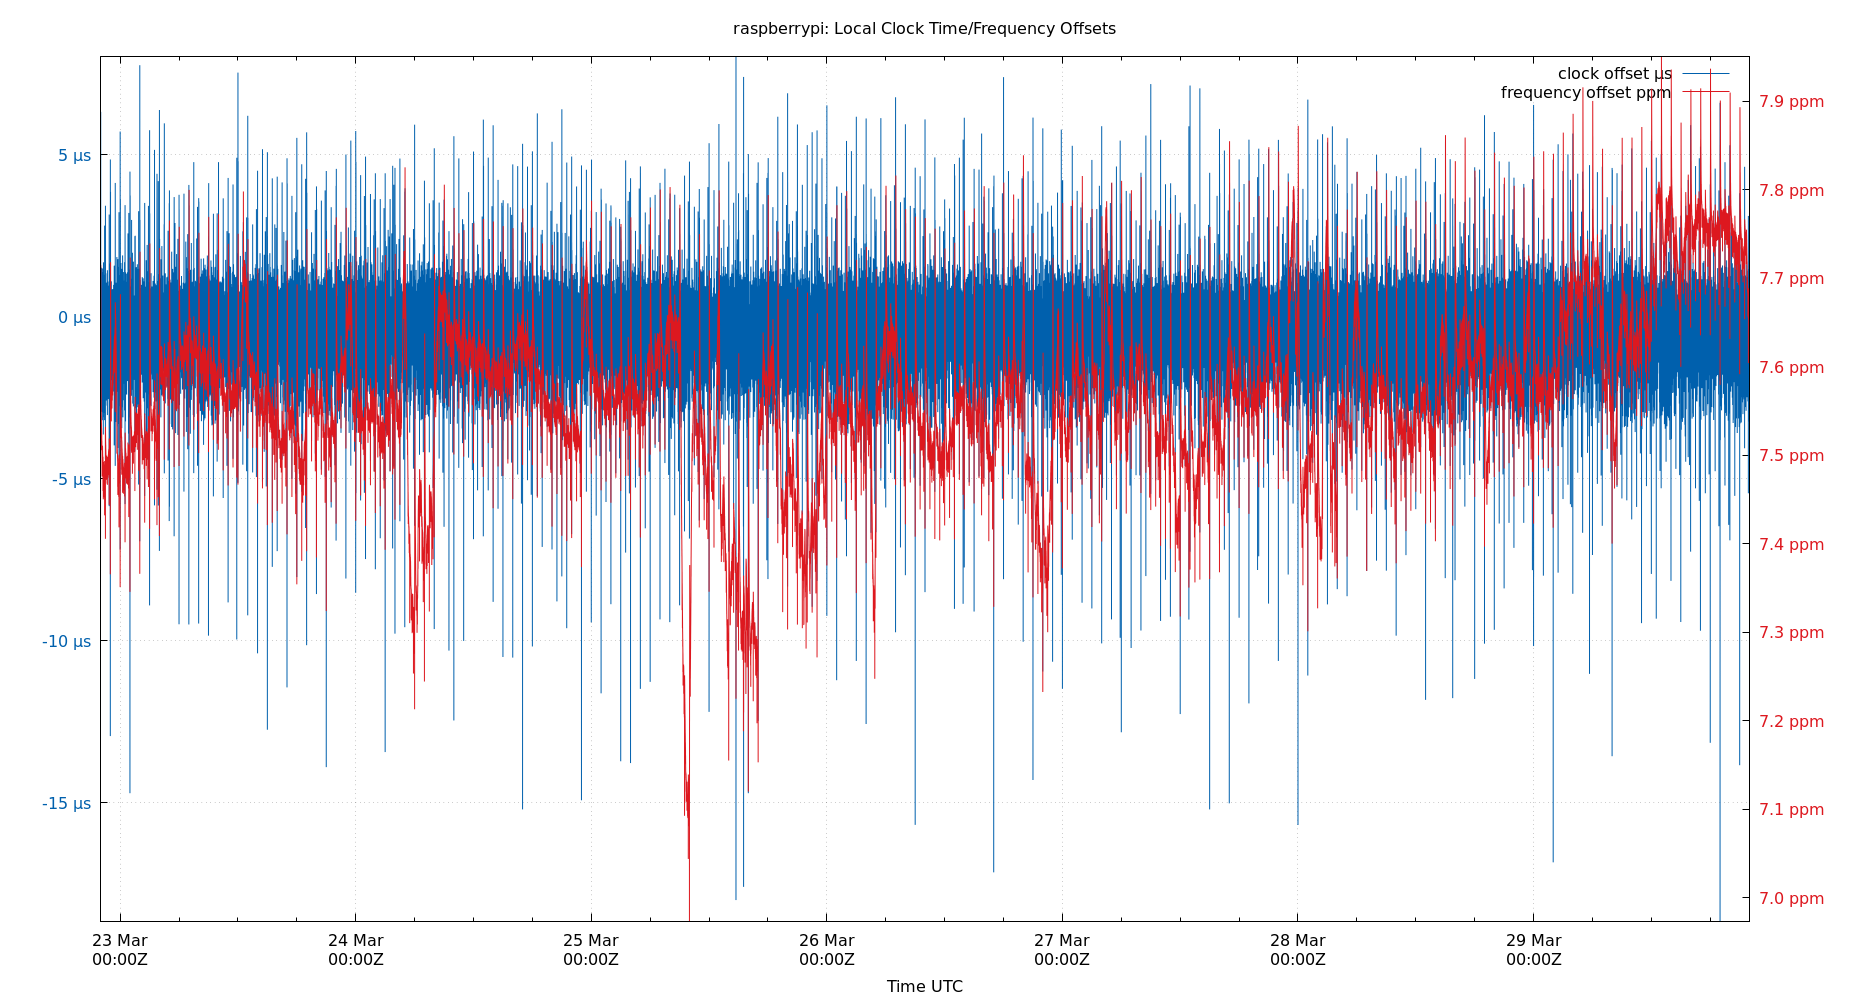 raspberrypi: Local Clock Time/Frequency Offsets
clock offset µs
frequency offset ppm
5 µs
0 µs
-5 µs
-10 µs
-15 µs
7.9 ppm
7.8 ppm
7.7 ppm
7.6 ppm
7.5 ppm
7.4 ppm
7.3 ppm
7.2 ppm
7.1 ppm
7.0 ppm
23 Mar
00:00Z
24 Mar
00:00Z
25 Mar
00:00Z
26 Mar
00:00Z
27 Mar
00:00Z
28 Mar
00:00Z
29 Mar
00:00Z
Time UTC